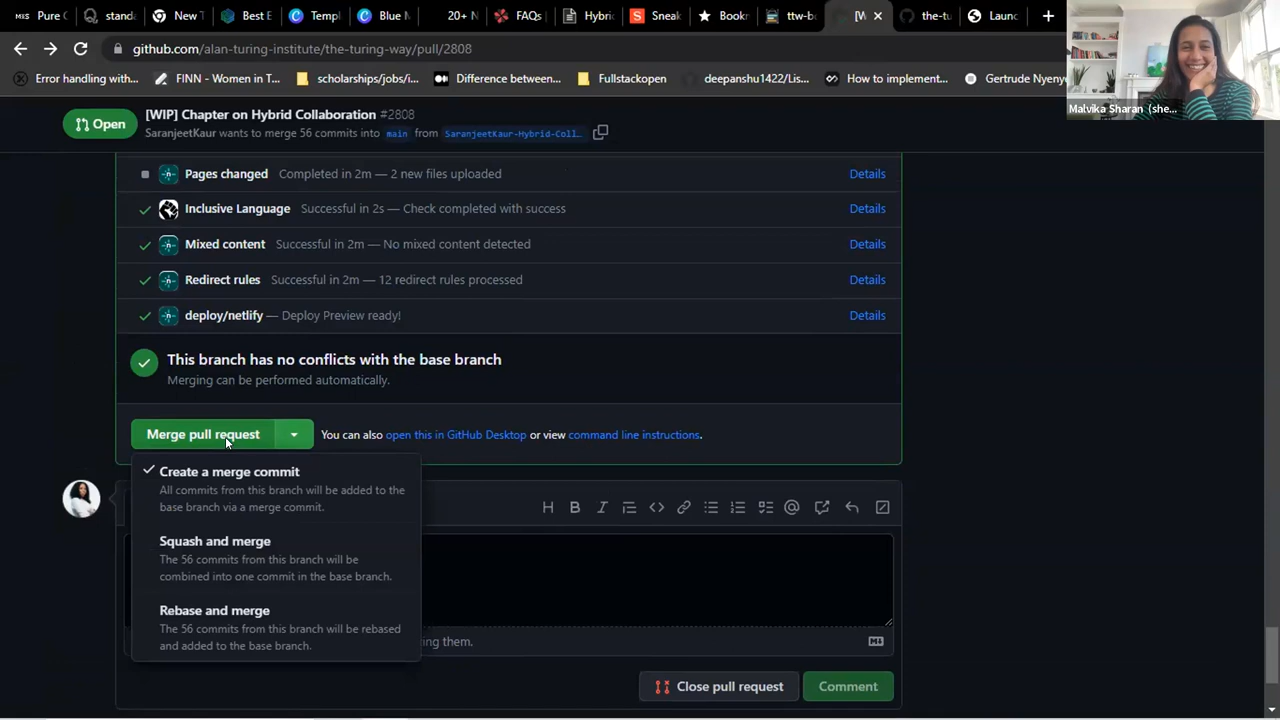 Pure C
stand
New T
Best E
Templ
Blue M
20+ N
FAQs
Hybri
Sneak
Bookr
ttw-b
[W
the-tu
Launc
github.com/alan-turing-institute/the-turing-way/pull/2808
Error handling with...
FINN - Women in T...
scholarships/jobs/i...
Difference between...
Fullstackopen
deepanshu1422/Lis...
How to implement...
Gertrude Nyeny
Malvika Sharan (she...
Open
[WIP] Chapter on Hybrid Collaboration #2808
SaranjeetKaur wants to merge 56 commits into main from SaranjeetKaur-Hybrid-Coll…
Pages changed Completed in 2m — 2 new files uploaded Details
Inclusive Language Successful in 2s — Check completed with success Details
Mixed content Successful in 2m — No mixed content detected Details
Redirect rules Successful in 2m — 12 redirect rules processed Details
deploy/netlify — Deploy Preview ready! Details
This branch has no conflicts with the base branch
Merging can be performed automatically.
Merge pull request You can also open this in GitHub Desktop or view command line instructions.
Create a merge commit
All commits from this branch will be added to the
base branch via a merge commit.
Squash and merge
The 56 commits from this branch will be
combined into one commit in the base branch.
Rebase and merge
The 56 commits from this branch will be rebased
and added to the base branch.
ing them.
Close pull request
Comment